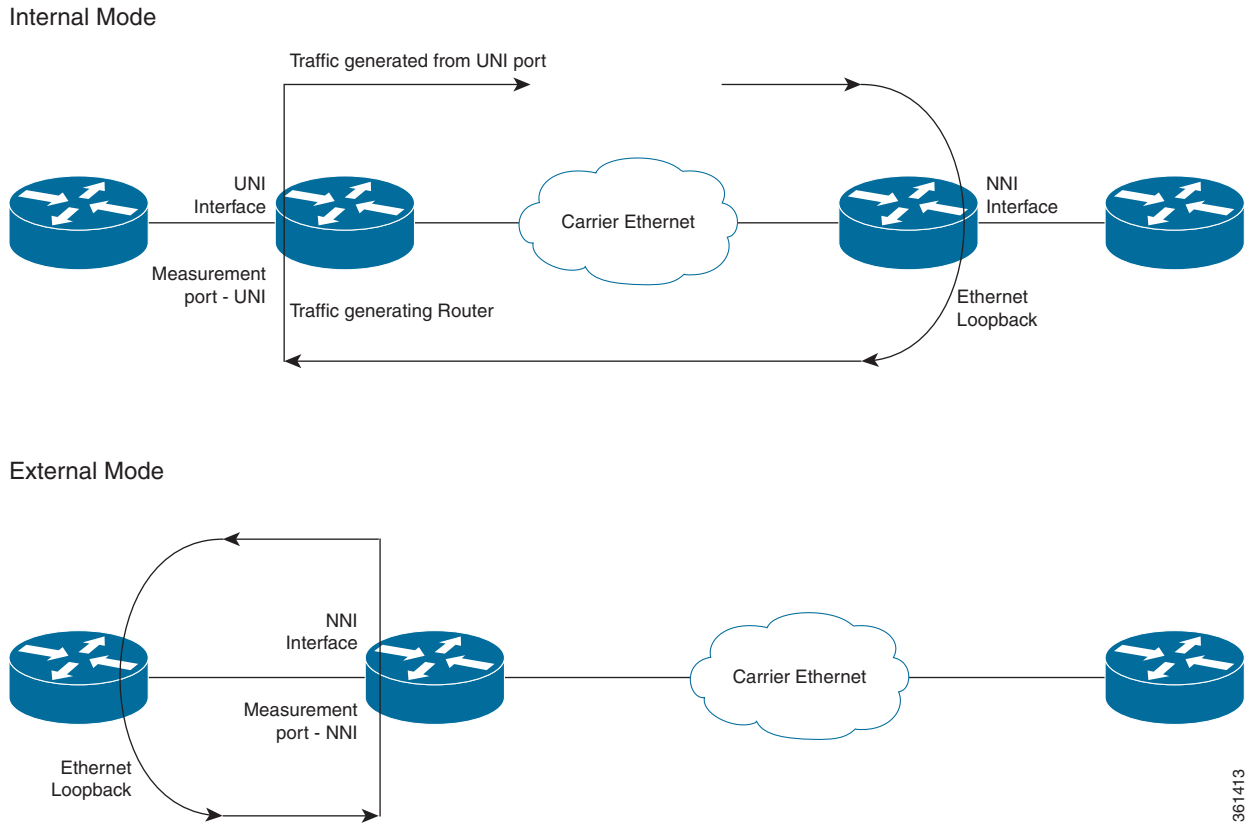 Internal Mode
Traffic generated from UNI port
UNI
Interface
NNI
Interface
Carrier Ethernet
Measurement
port - UNI
Traffic generating Router
Ethernet
Loopback
External Mode
NNI
Interface
Carrier Ethernet
Measurement
port - NNI
Ethernet
Loopback
361413